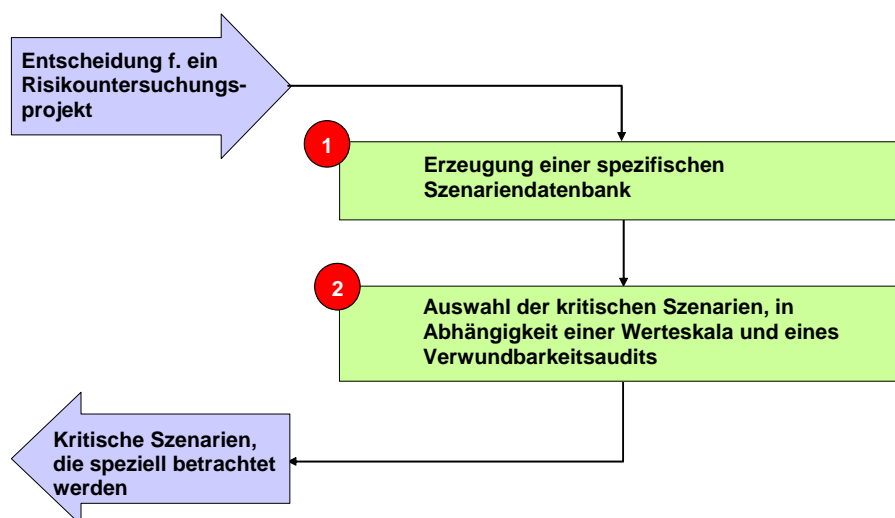 Entscheidung f. ein
Risikountersuchungs-
projekt
1
Erzeugung einer spezifischen
Szenariendatenbank
2
Auswahl der kritischen Szenarien, in
Abhängigkeit einer Werteskala und eines
Verwundbarkeitsaudits
Kritische Szenarien,
die speziell betrachtet
werden